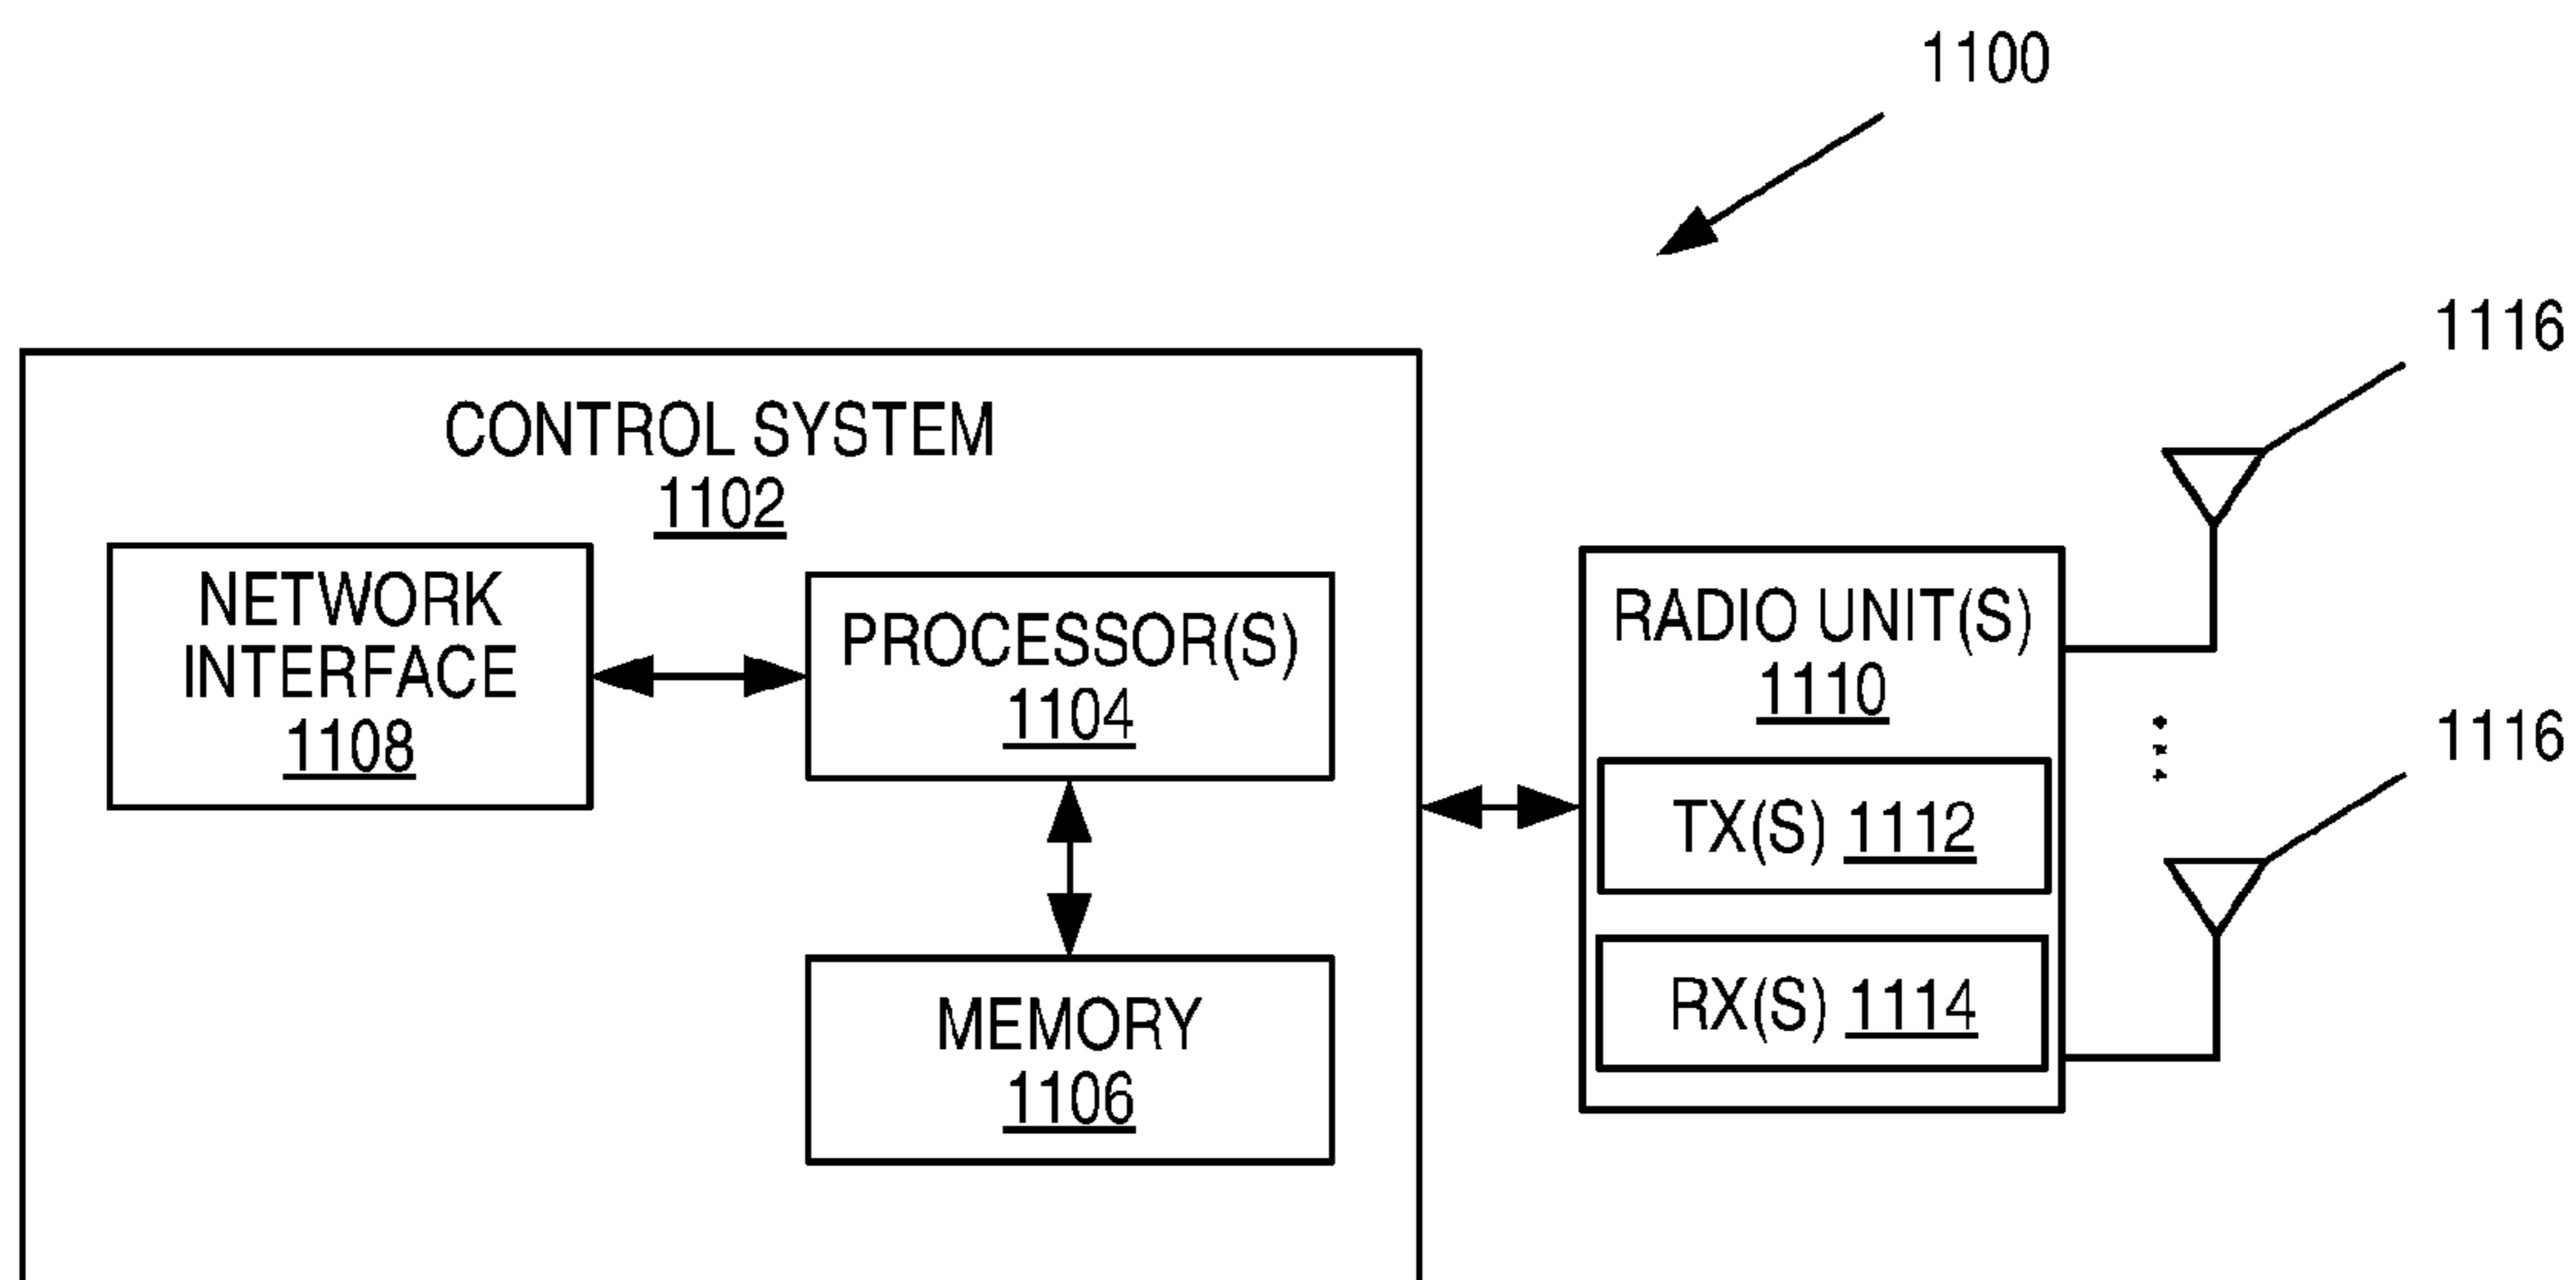 1100
1116
CONTROL SYSTEM
1102
NETWORK
INTERFACE
1108
PROCESSOR(S)
1104
MEMORY
1106
RADIO UNIT(S)
1110
TX(S) 1112
RX(S) 1114
1116